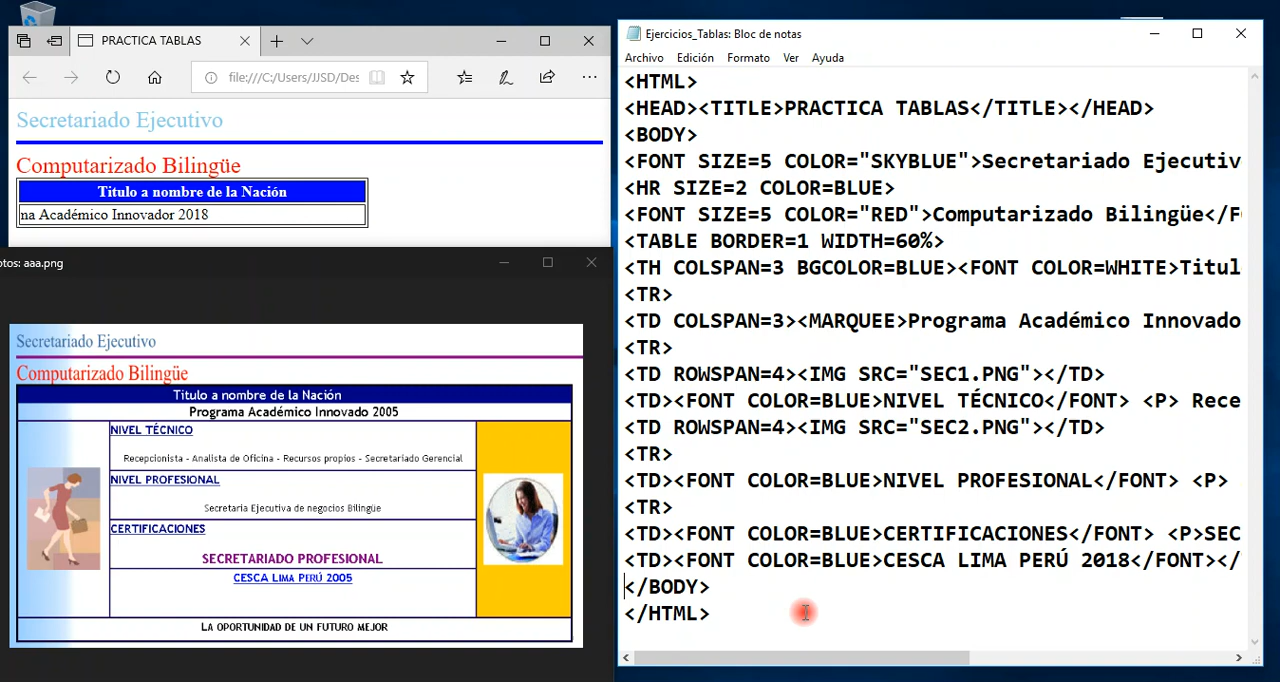 PRACTICA TABLAS
file:///C:/Users/JJSD/Des
Secretariado Ejecutivo
Computarizado Bilingüe
Titulo a nombre de la Nación
na Académico Innovador 2018
otos: aaa.png
Secretariado Ejecutivo
Computarizado Bilingüe
Titulo a nombre de la Nación
Programa Académico Innovado 2005
NIVEL TÉCNICO
Recepcionista - Analista de Oficina - Recursos propios - Secretariado Gerencial
NIVEL PROFESIONAL
Secretaria Ejecutiva de negocios Bilingüe
CERTIFICACIONES
SECRETARIADO PROFESIONAL
CESCA LIMA PERÚ 2005
LA OPORTUNIDAD DE UN FUTURO MEJOR
Ejercicios_Tablas: Bloc de notas
Archivo Edición Formato Ver Ayuda
<HTML>
<HEAD><TITLE>PRACTICA TABLAS</TITLE></HEAD>
<BODY>
<FONT SIZE=5 COLOR="SKYBLUE">Secretariado Ejecutiv
<HR SIZE=2 COLOR=BLUE>
<FONT SIZE=5 COLOR="RED">Computarizado Bilingüe</F
<TABLE BORDER=1 WIDTH=60%>
<TH COLSPAN=3 BGCOLOR=BLUE><FONT COLOR=WHITE>Titul
<TR>
<TD COLSPAN=3><MARQUEE>Programa Académico Innovado
<TR>
<TD ROWSPAN=4><IMG SRC="SEC1.PNG"></TD>
<TD><FONT COLOR=BLUE>NIVEL TÉCNICO</FONT> <P> Rece
<TD ROWSPAN=4><IMG SRC="SEC2.PNG"></TD>
<TR>
<TD><FONT COLOR=BLUE>NIVEL PROFESIONAL</FONT> <P>
<TR>
<TD><FONT COLOR=BLUE>CERTIFICACIONES</FONT> <P>SEC
<TD><FONT COLOR=BLUE>CESCA LIMA PERÚ 2018</FONT></
</BODY>
</HTML>